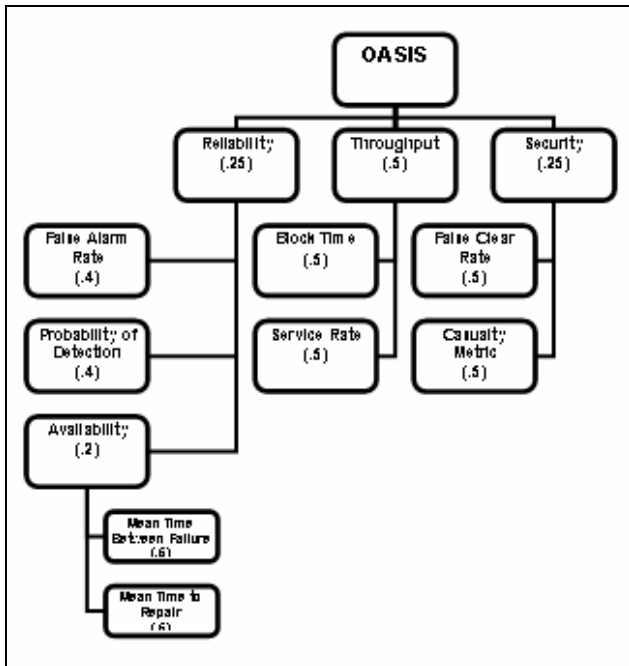 OASIS
Reliability
(.25)
Throughput
(.5)
Security
(.25)
False Alarm
Rate
(.4)
Block Time
(.5)
False Clear
Rate
(.5)
Probability of
Detection
(.4)
Service Rate
(.5)
Casualty
Metric
(.5)
Availability
(.2)
Mean Time
Between Failure
Mean Time to
Repair